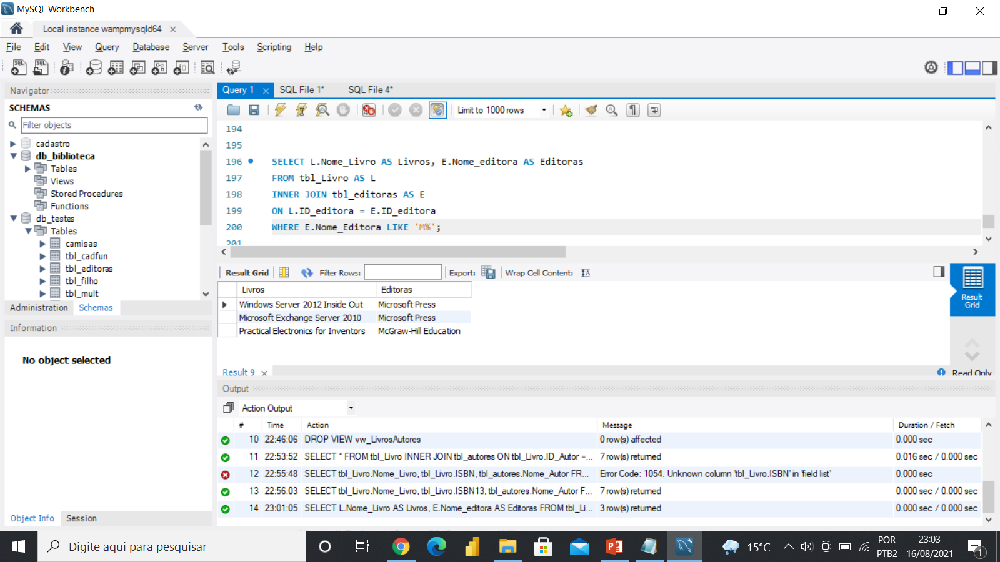 MySQL Workbench
Local instance wampmysqld64
File Edit View Query Database Server Tools Scripting Help
Navigator
SCHEMAS
Filter objects
cadastro
db_biblioteca
Tables
Views
Stored Procedures
Functions
db_testes
Tables
camisas
tbl_cadfun
tbl_editoras
tbl_filho
tbl_mult
Administration Schemas
Information
No object selected
Object Info Session
Query 1 SQL File 1* SQL File 4*
Limit to 1000 rows
194
195
196 SELECT L.Nome_Livro AS Livros, E.Nome_editora AS Editoras
197 FROM tbl_Livro AS L
198 INNER JOIN tbl_editoras AS E
199 ON L.ID_editora = E.ID_editora
200 WHERE E.Nome_Editora LIKE 'M%';
201
Result Grid Filter Rows: Export: Wrap Cell Content:
Livros Editoras
Windows Server 2012 Inside Out Microsoft Press
Microsoft Exchange Server 2010 Microsoft Press
Practical Electronics for Inventors McGraw-Hill Education
Result
Grid
Result 9 Read Only
Output
Action Output
# Time Action Message Duration / Fetch
10 22:46:06 DROP VIEW vw_LivrosAutores 0 row(s) affected 0.000 sec
11 22:53:52 SELECT * FROM tbl_Livro INNER JOIN tbl_autores ON tbl_Livro.ID_Autor =... 7 row(s) returned 0.016 sec / 0.000 sec
12 22:55:48 SELECT tbl_Livro.Nome_Livro, tbl_Livro.ISBN, tbl_autores.Nome_Autor FR... Error Code: 1054. Unknown column 'tbl_Livro.ISBN' in 'field list' 0.000 sec
13 22:56:03 SELECT tbl_Livro.Nome_Livro, tbl_Livro.ISBN13, tbl_autores.Nome_Autor F... 7 row(s) returned 0.000 sec / 0.000 sec
14 23:01:05 SELECT L.Nome_Livro AS Livros, E.Nome_editora AS Editoras FROM tbl_Li... 3 row(s) returned 0.000 sec / 0.000 sec
Digite aqui para pesquisar
15°C
POR
PTB2
23:03
16/08/2021
1